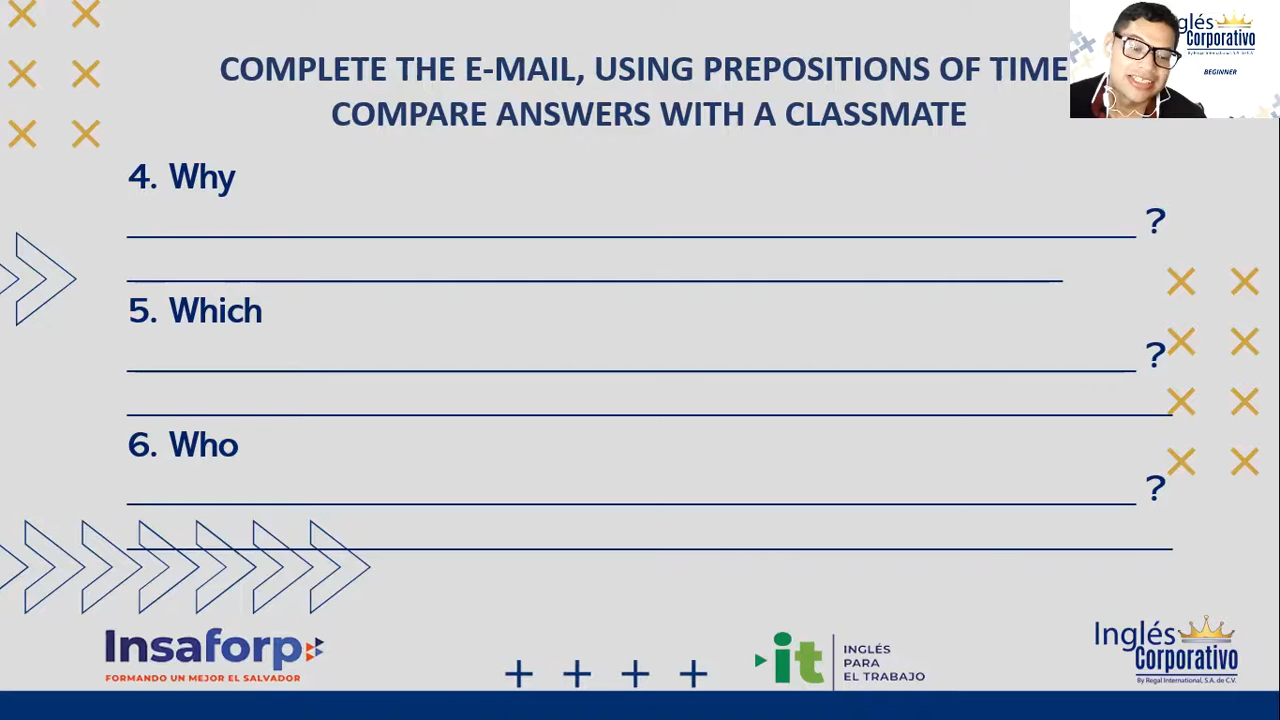 COMPLETE THE E-MAIL, USING PREPOSITIONS OF TIME
COMPARE ANSWERS WITH A CLASSMATE
glés
Corporativo
BEGINNER
4. Why
?
5. Which
?
6. Who
?
Insaforp
FORMANDO UN MEJOR EL SALVADOR
it
INGLÉS
PARA
EL TRABAJO
Inglés
Corporativo
By Regal International, S.A. de C.V.